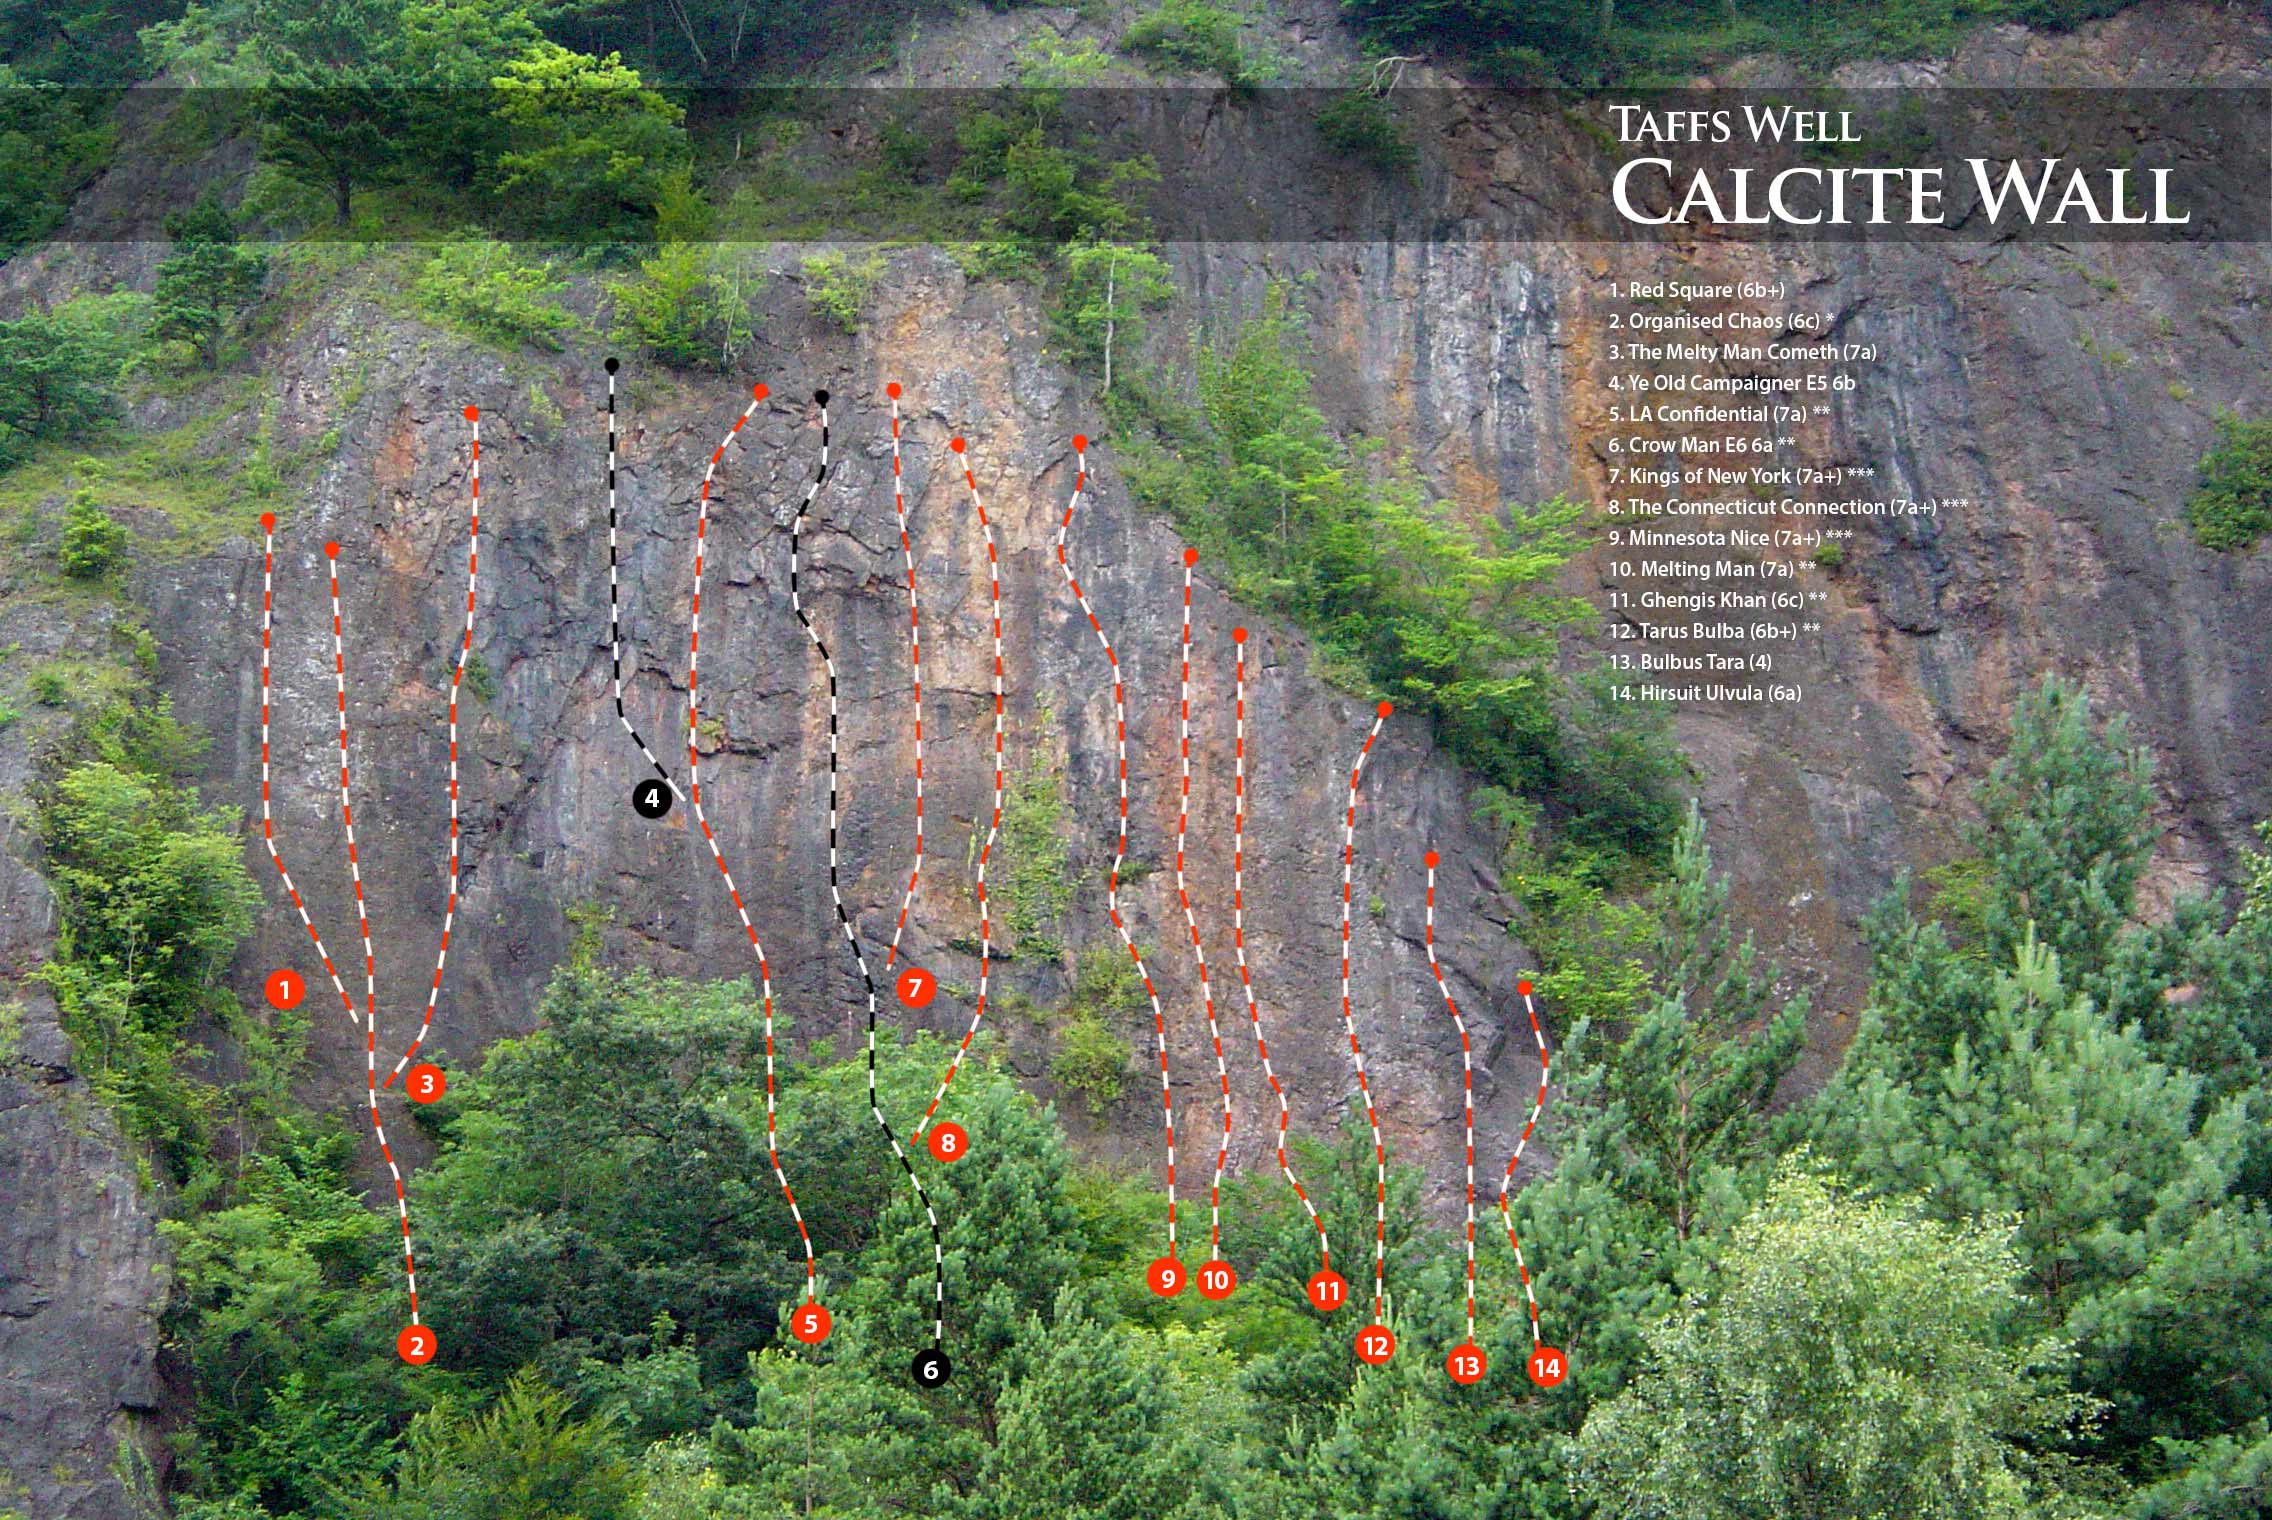 Taffs Well
Calcite Wall
1. Red Square (6b+)
2. Organised Chaos (6c) *
3. The Melty Man Cometh (7a)
4. Ye Old Campaigner E5 6b
5. LA Confidential (7a) **
6. Crow Man E6 6a **
7. Kings of New York (7a+) ***
8. The Connecticut Connection (7a+) ***
9. Minnesota Nice (7a+) ***
10. Melting Man (7a) **
11. Ghengis Khan (6c) **
12. Tarus Bulba (6b+) **
13. Bulbus Tara (4)
14. Hirsuit Ulvula (6a)
4
1
7
3
8
9
10
11
5
2
12
6
13
14